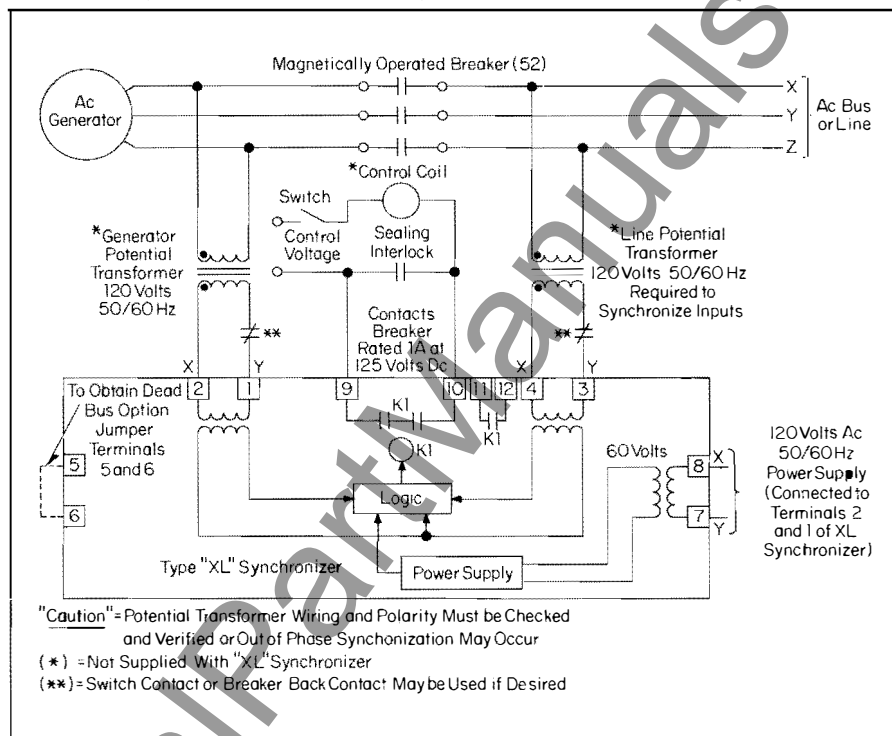 Magnetically Operated Breaker (52)
Ac
Generator
X
Y
Z
Ac Bus
or Line
*Control Coil
Switch
Control
Voltage
Sealing
Interlock
*Generator
Potential
Transformer
120 Volts
50/60 Hz
*Line Potential
Transformer
120 Volts 50/60 Hz
Required to
Synchronize Inputs
**
**
Contacts
Breaker
Rated 1A at
125 Volts Dc
X
Y
X
Y
2
1
9
10
11
12
4
3
To Obtain Dead
Bus Option
Jumper
Terminals
5 and 6
5
6
K1
K1
K1
Logic
60 Volts
8
X
7
Y
120 Volts Ac
50/60 Hz
Power Supply
(Connected to
Terminals 2
and 1 of XL
Synchronizer)
Type "XL" Synchronizer
Power Supply
"Caution"=Potential Transformer Wiring and Polarity Must be Checked
and Verified or Out of Phase Synchonization May Occur
(*) =Not Supplied With "XL" Synchronizer
(**)=Switch Contact or Breaker Back Contact May be Used if Desired
lPartManuals